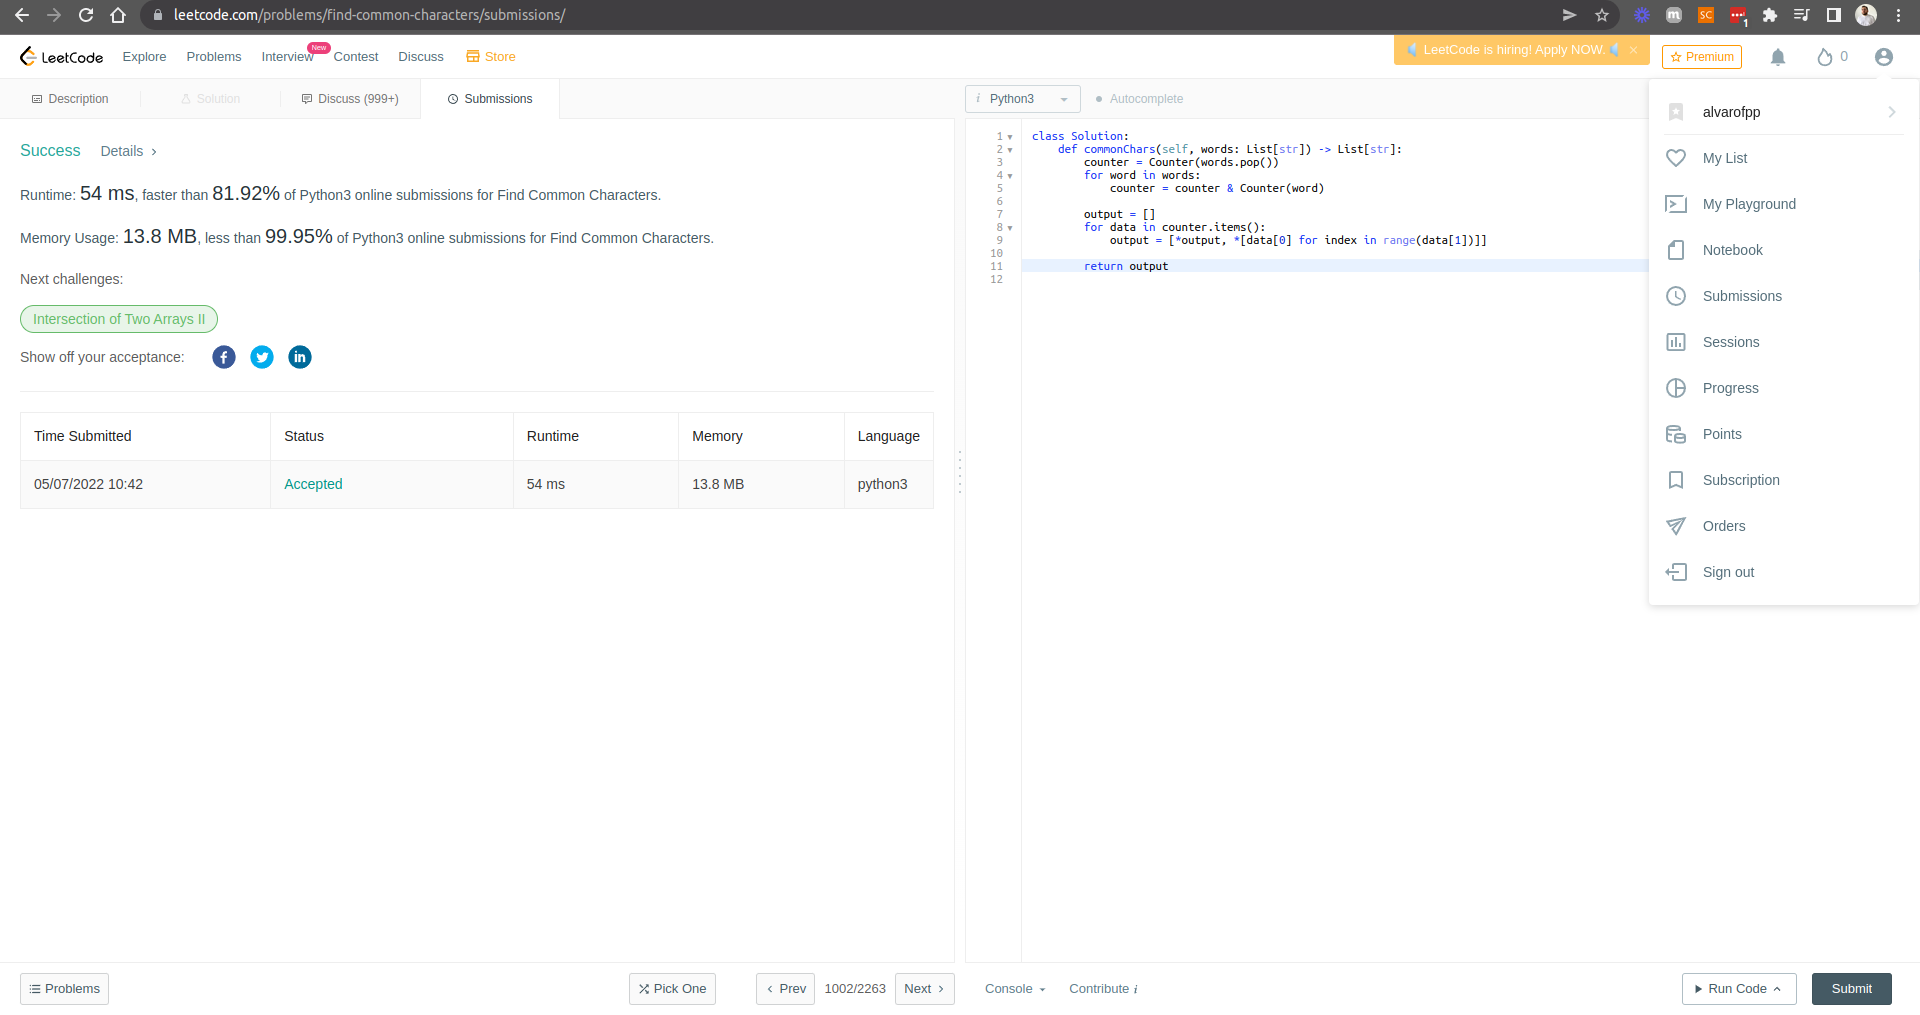 leetcode.com/problems/find-common-characters/submissions/
m SC 1
LeetCode Explore Problems Interview New Contest Discuss Store
LeetCode is hiring! Apply NOW. ×
Premium 0
Description Solution Discuss (999+) Submissions
i Python3 Autocomplete
Success Details >
Runtime: 54 ms, faster than 81.92% of Python3 online submissions for Find Common Characters.
Memory Usage: 13.8 MB, less than 99.95% of Python3 online submissions for Find Common Characters.
Next challenges:
Intersection of Two Arrays II
Show off your acceptance: f in
Time Submitted Status Runtime Memory Language
05/07/2022 10:42 Accepted 54 ms 13.8 MB python3
1 class Solution:
2 def commonChars(self, words: List[str]) -> List[str]:
3 counter = Counter(words.pop())
4 for word in words:
5 counter = counter & Counter(word)
6
7 output = []
8 for data in counter.items():
9 output = [*output, *[data[0] for index in range(data[1])]]
10
11 return output
12
alvarofpp
My List
My Playground
Notebook
Submissions
Sessions
Progress
Points
Subscription
Orders
Sign out
Problems Pick One < Prev 1002/2263 Next > Console Contribute i Run Code Submit